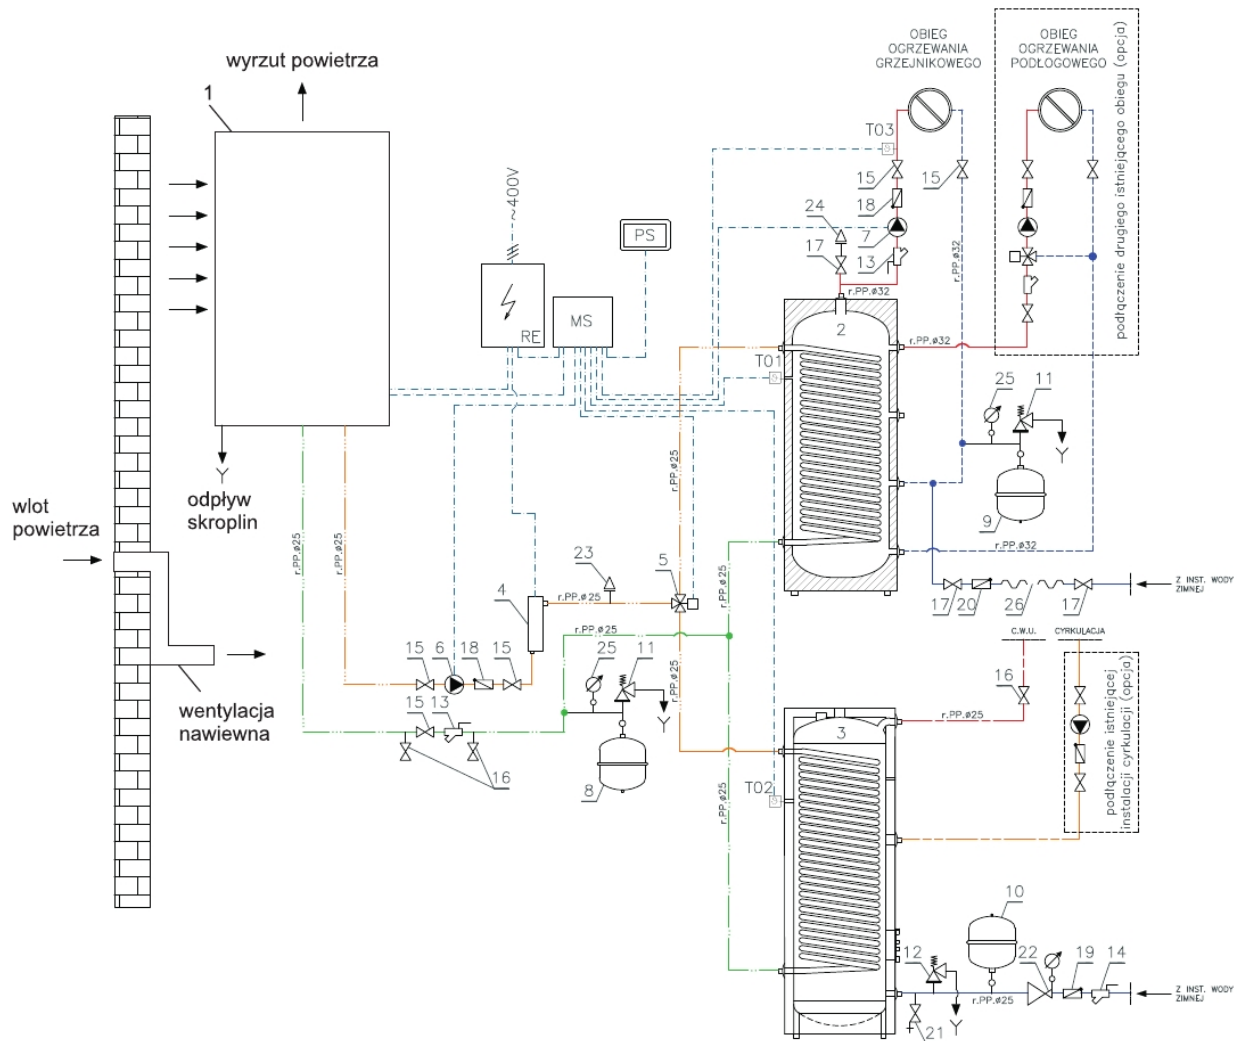 wyrzut powietrza
1
OBIEG
OGRZEWANIA
GRZEJNIKOWEGO
OBIEG
OGRZEWANIA
PODŁOGOWEGO
podłączenie drugiego istniejącego obiegu (opcja)
T03
15
15
18
24
7
17
13
r.PP.ø32
r.PP.ø32
~400V
PS
RE
MS
2
r.PP.ø32
T01
25
11
9
r.PP.ø25
odpływ
skroplin
wlot
powietrza
r.PP.ø25
r.PP.ø25
r.PP.ø32
23
5
r.PP.ø25
4
r.PP.ø25
r.PP.ø25
17
20
26
17
Z INST. WODY
ZIMNEJ
15
6
18
15
25
11
r.PP.ø25
C.W.U.
CYRKULACJA
16
r.PP.ø25
podłączenie istniejącej
instalacji cyrkulacji (opcja)
wentylacja
nawiewna
15
13
16
8
3
T02
r.PP.ø25
10
12
22
19
14
r.PP.ø25
Z INST. WODY
ZIMNEJ
21